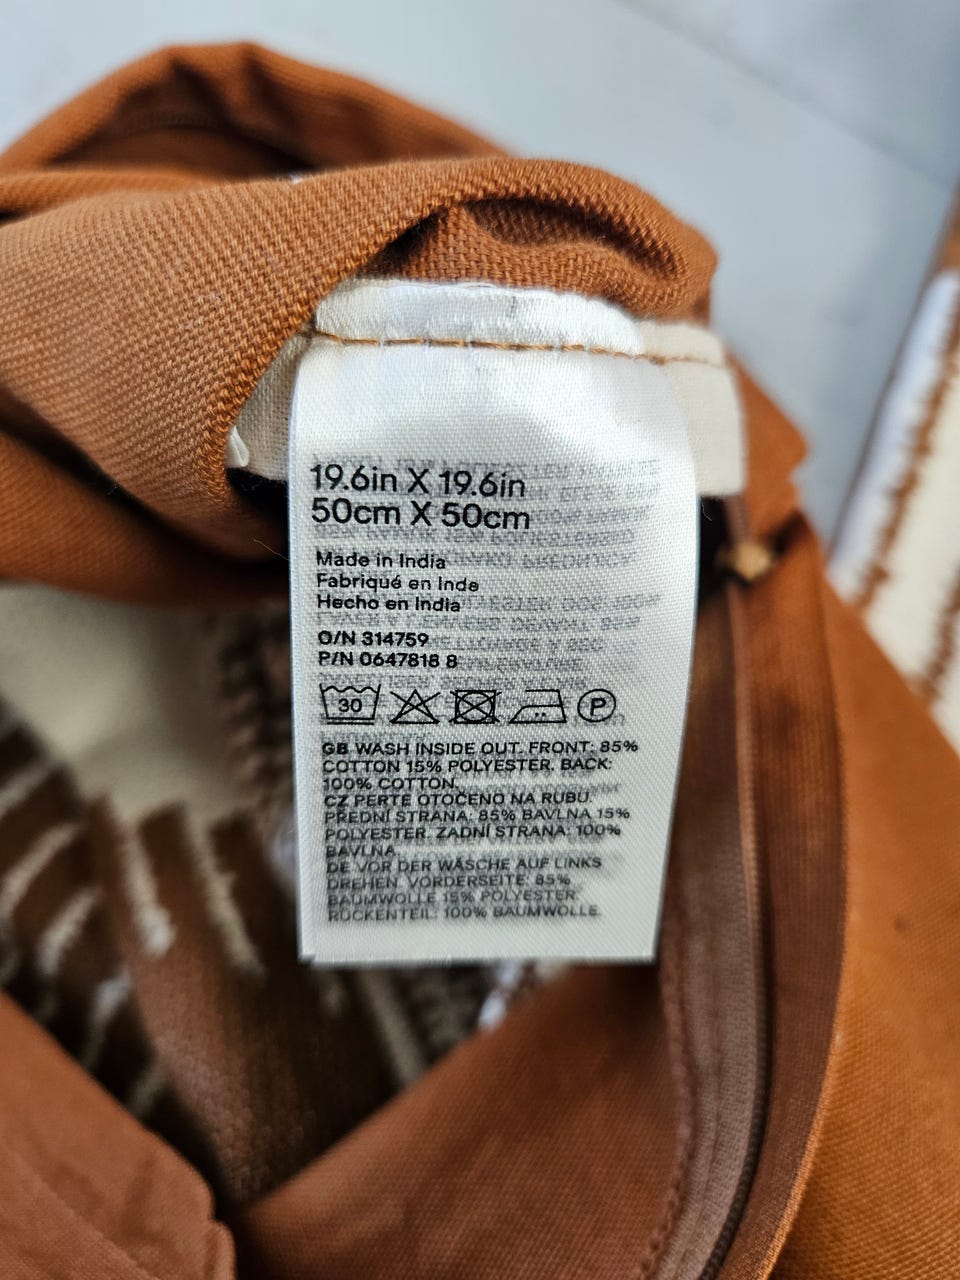 19.6in X 19.6in
50cm X 50cm
Made in India
Fabriqué en Inde
Hecho en India
O/N 314759
P/N 0647818 8
30
P
GB WASH INSIDE OUT. FRONT: 85%
COTTON 15% POLYESTER. BACK:
100% COTTON.
CZ PERTE OTOČENO NA RUBU.
PŘEDNÍ STRANA: 85% BAVLNA 15%
POLYESTER. ZADNÍ STRANA: 100%
BAVLNA
DE VOR DER WÄSCHE AUF LINKS
DREHEN. VORDERSEITE: 85%
BAUMWOLLE 15% POLYESTER.
RÜCKENTEIL: 100% BAUMWOLLE.